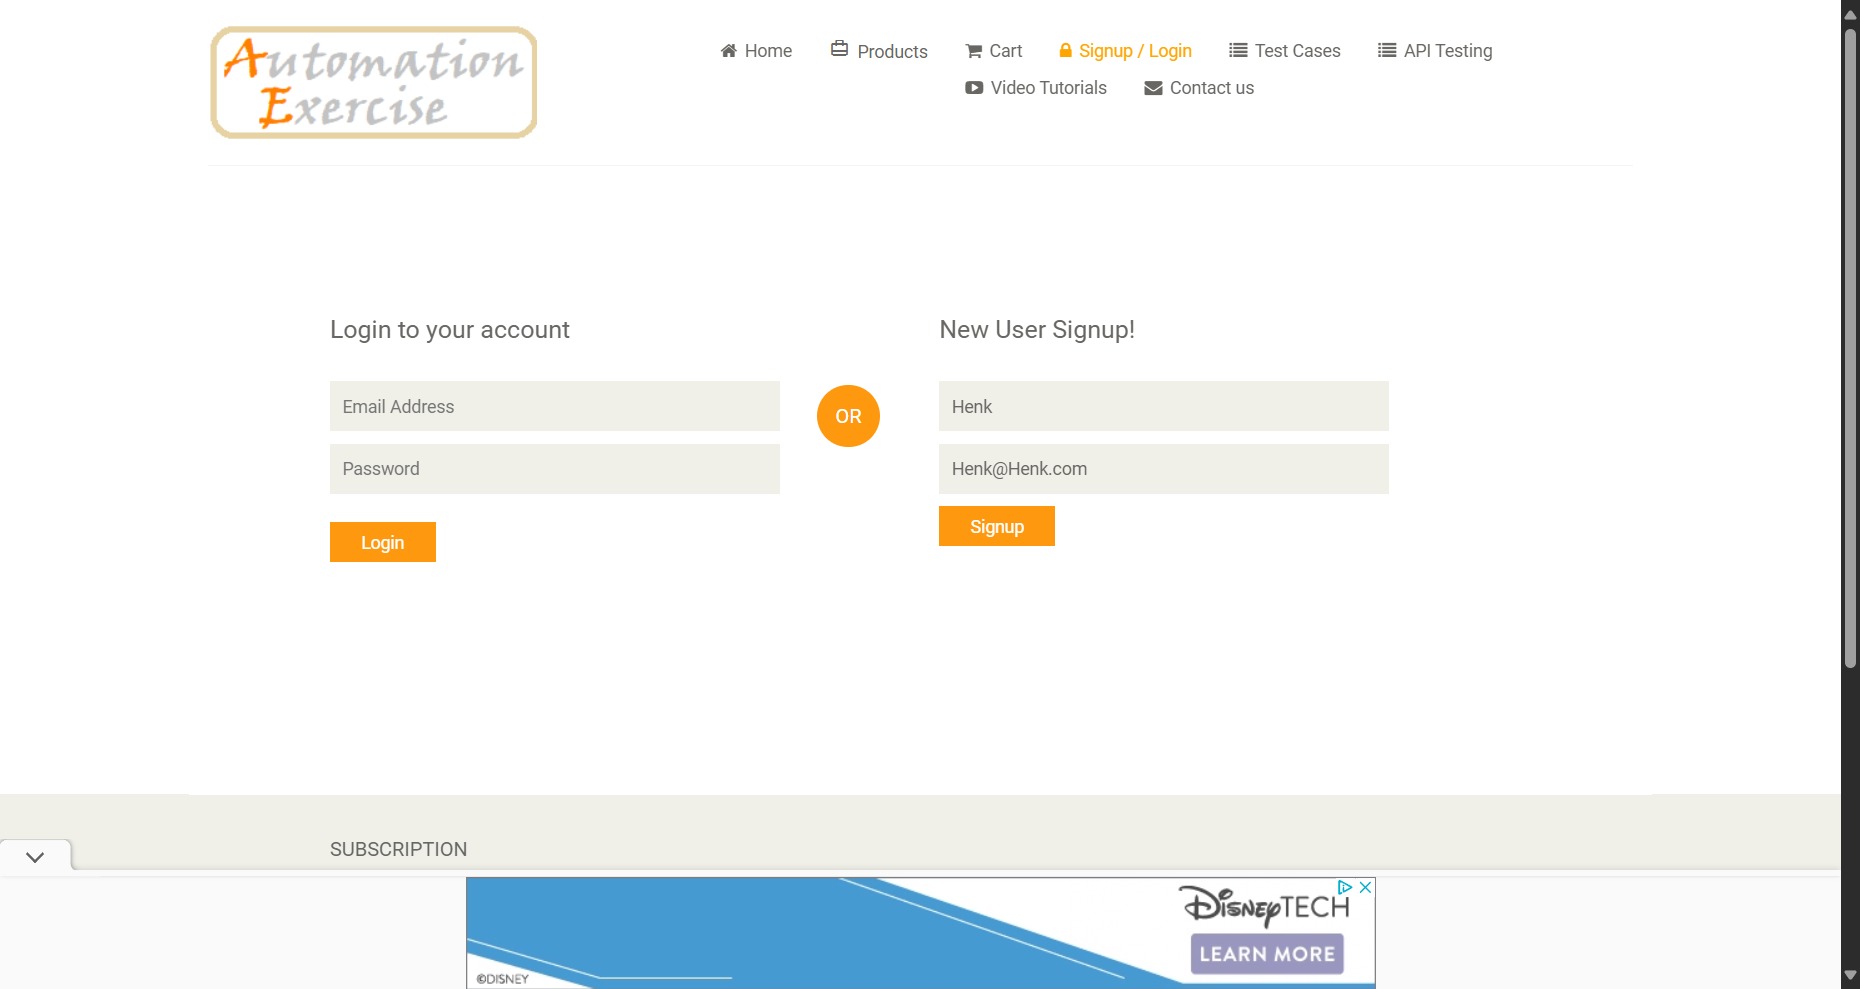 Automation
Exercise
Home
Products
Cart
Signup / Login
Test Cases
API Testing
Video Tutorials
Contact us
Login to your account
Email Address
Password
Login
OR
New User Signup!
Henk
Henk@Henk.com
Signup
SUBSCRIPTION
©DISNEY
DISNEYTECH
LEARN MORE